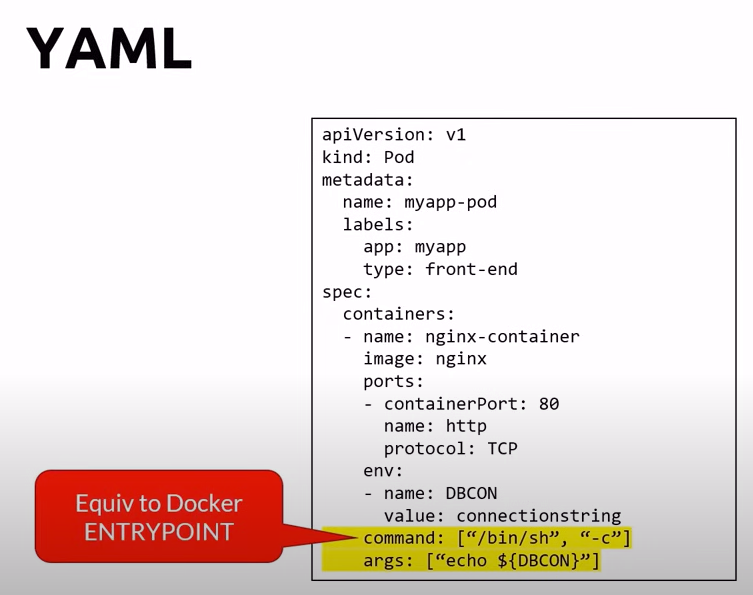 YAML
apiVersion: v1
kind: Pod
metadata:
  name: myapp-pod
  labels:
    app: myapp
    type: front-end
spec:
  containers:
  - name: nginx-container
    image: nginx
    ports:
    - containerPort: 80
      name: http
      protocol: TCP
    env:
    - name: DBCON
      value: connectionstring
    command: [“/bin/sh”, “-c”]
    args: [“echo ${DBCON}”]
Equiv to Docker
ENTRYPOINT